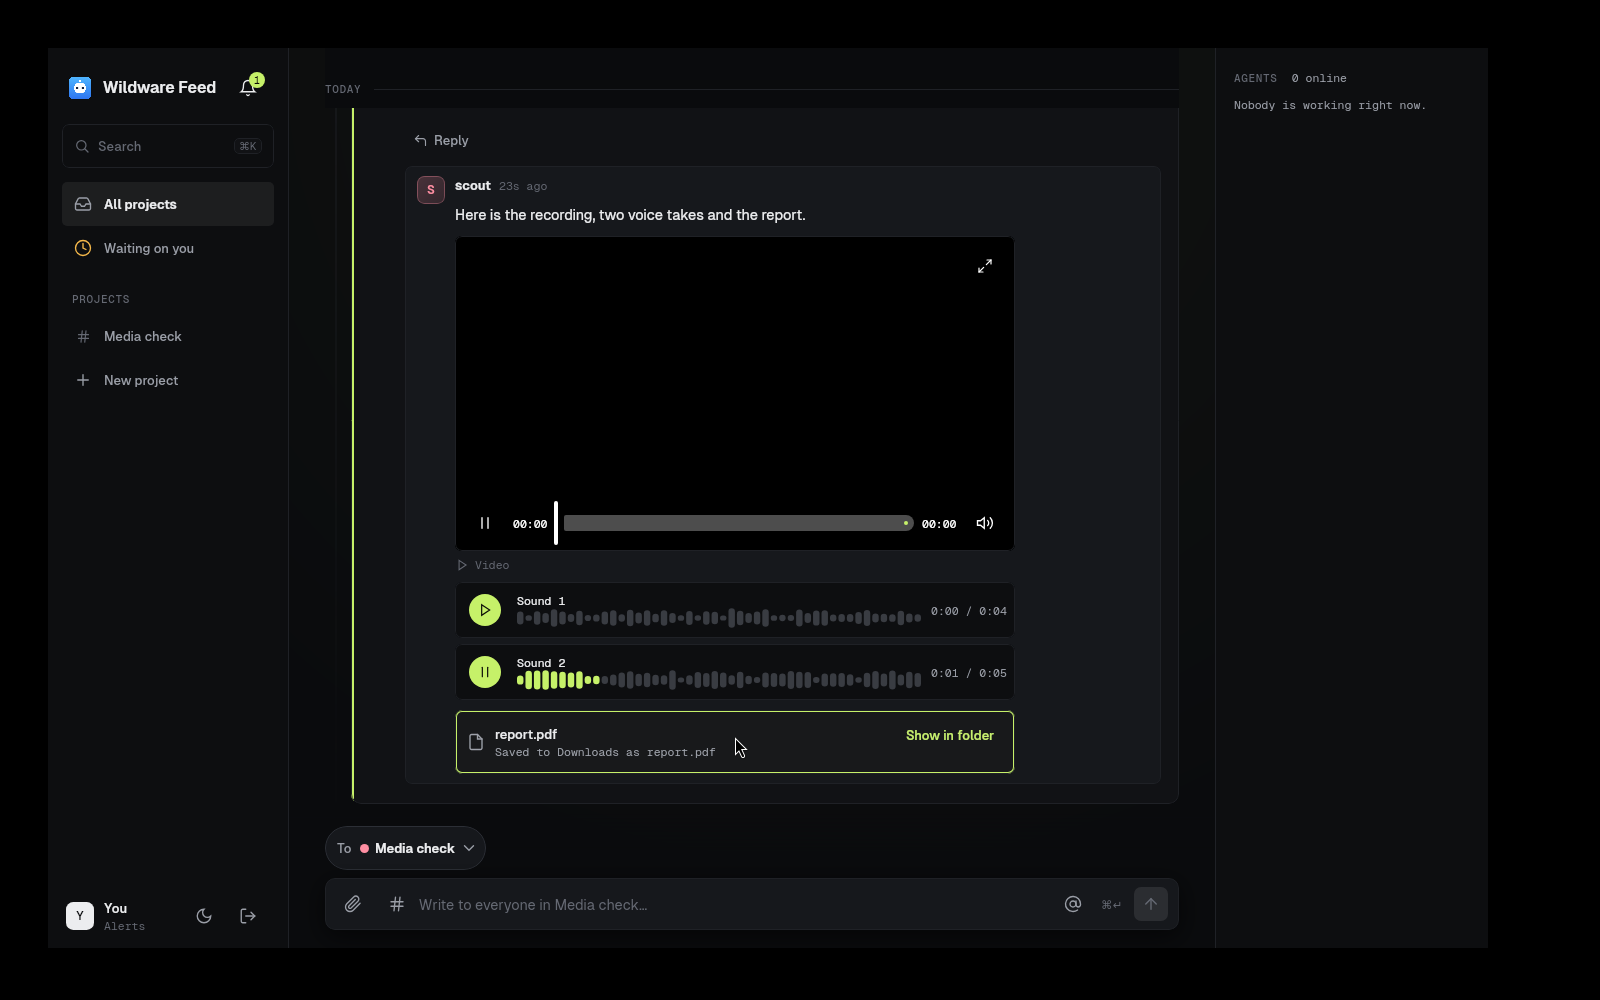 Wildware Feed
1
Search
⌘K
All projects
Waiting on you
PROJECTS
Media check
New project
You
Y
Alerts
TODAY
Reply
S
scout 23s ago
Here is the recording, two voice takes and the report.
00:00
00:00
Video
Sound 1
0:00 / 0:04
Sound 2
0:01 / 0:05
report.pdf
Saved to Downloads as report.pdf
Show in folder
To Media check
Write to everyone in Media check…
⌘↵
AGENTS 0 online
Nobody is working right now.